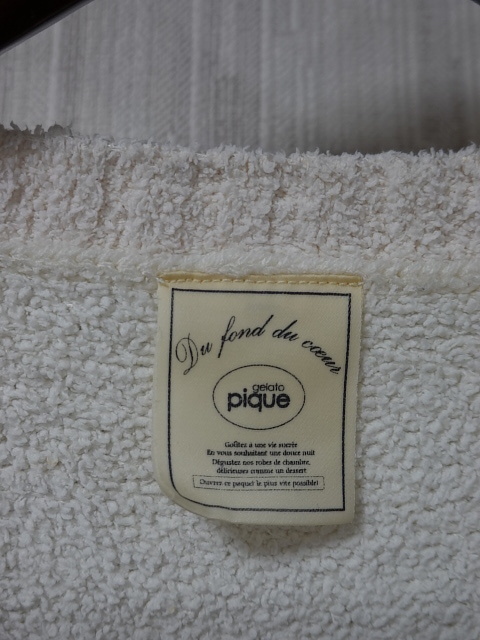 Du fond du cœur
gelato
pique
Goûtez à une vie sucrée
En vous souhaitant une douce nuit
Dégustez nos robes de chambre,
délicieuses comme un dessert
Ouvrez ce paquet le plus vite possible!